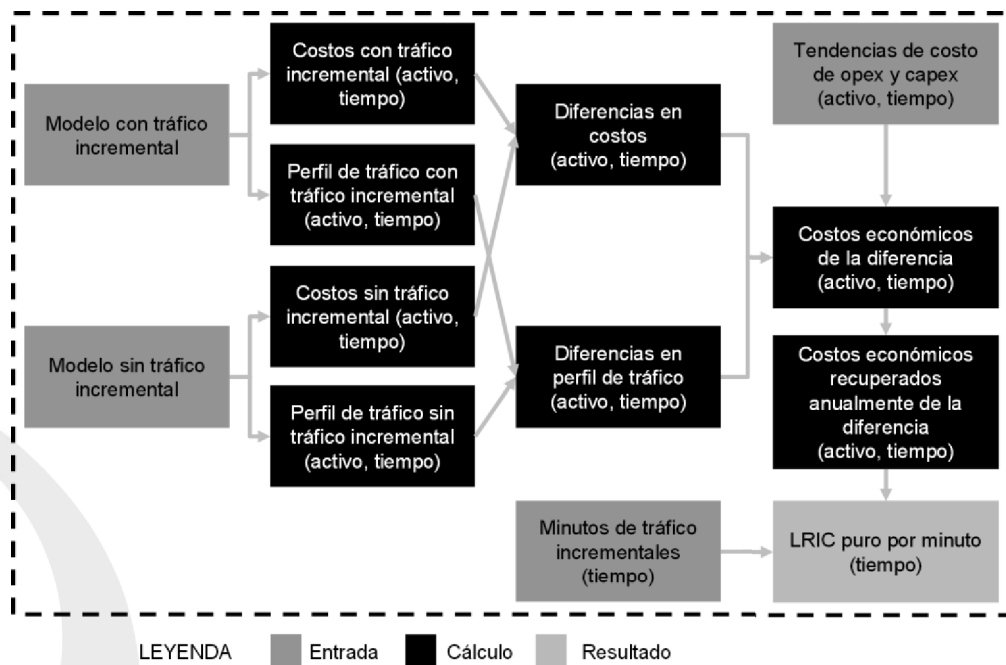 Modelo con tráfico
incremental
Modelo sin tráfico
incremental
Costos con tráfico
incremental (activo,
tiempo)
Perfil de tráfico con
tráfico incremental
(activo, tiempo)
Costos sin tráfico
incremental (activo,
tiempo)
Perfil de tráfico sin
tráfico incremental
(activo, tiempo)
Diferencias en
costos
(activo, tiempo)
Diferencias en
perfil de tráfico
(activo, tiempo)
Minutos de tráfico
incrementales
(tiempo)
Tendencias de costo
de opex y capex
(activo, tiempo)
Costos económicos
de la diferencia
(activo, tiempo)
Costos económicos
recuperados
anualmente de la
diferencia
(activo, tiempo)
LRIC puro por minuto
(tiempo)
LEYENDA
Entrada
Cálculo
Resultado